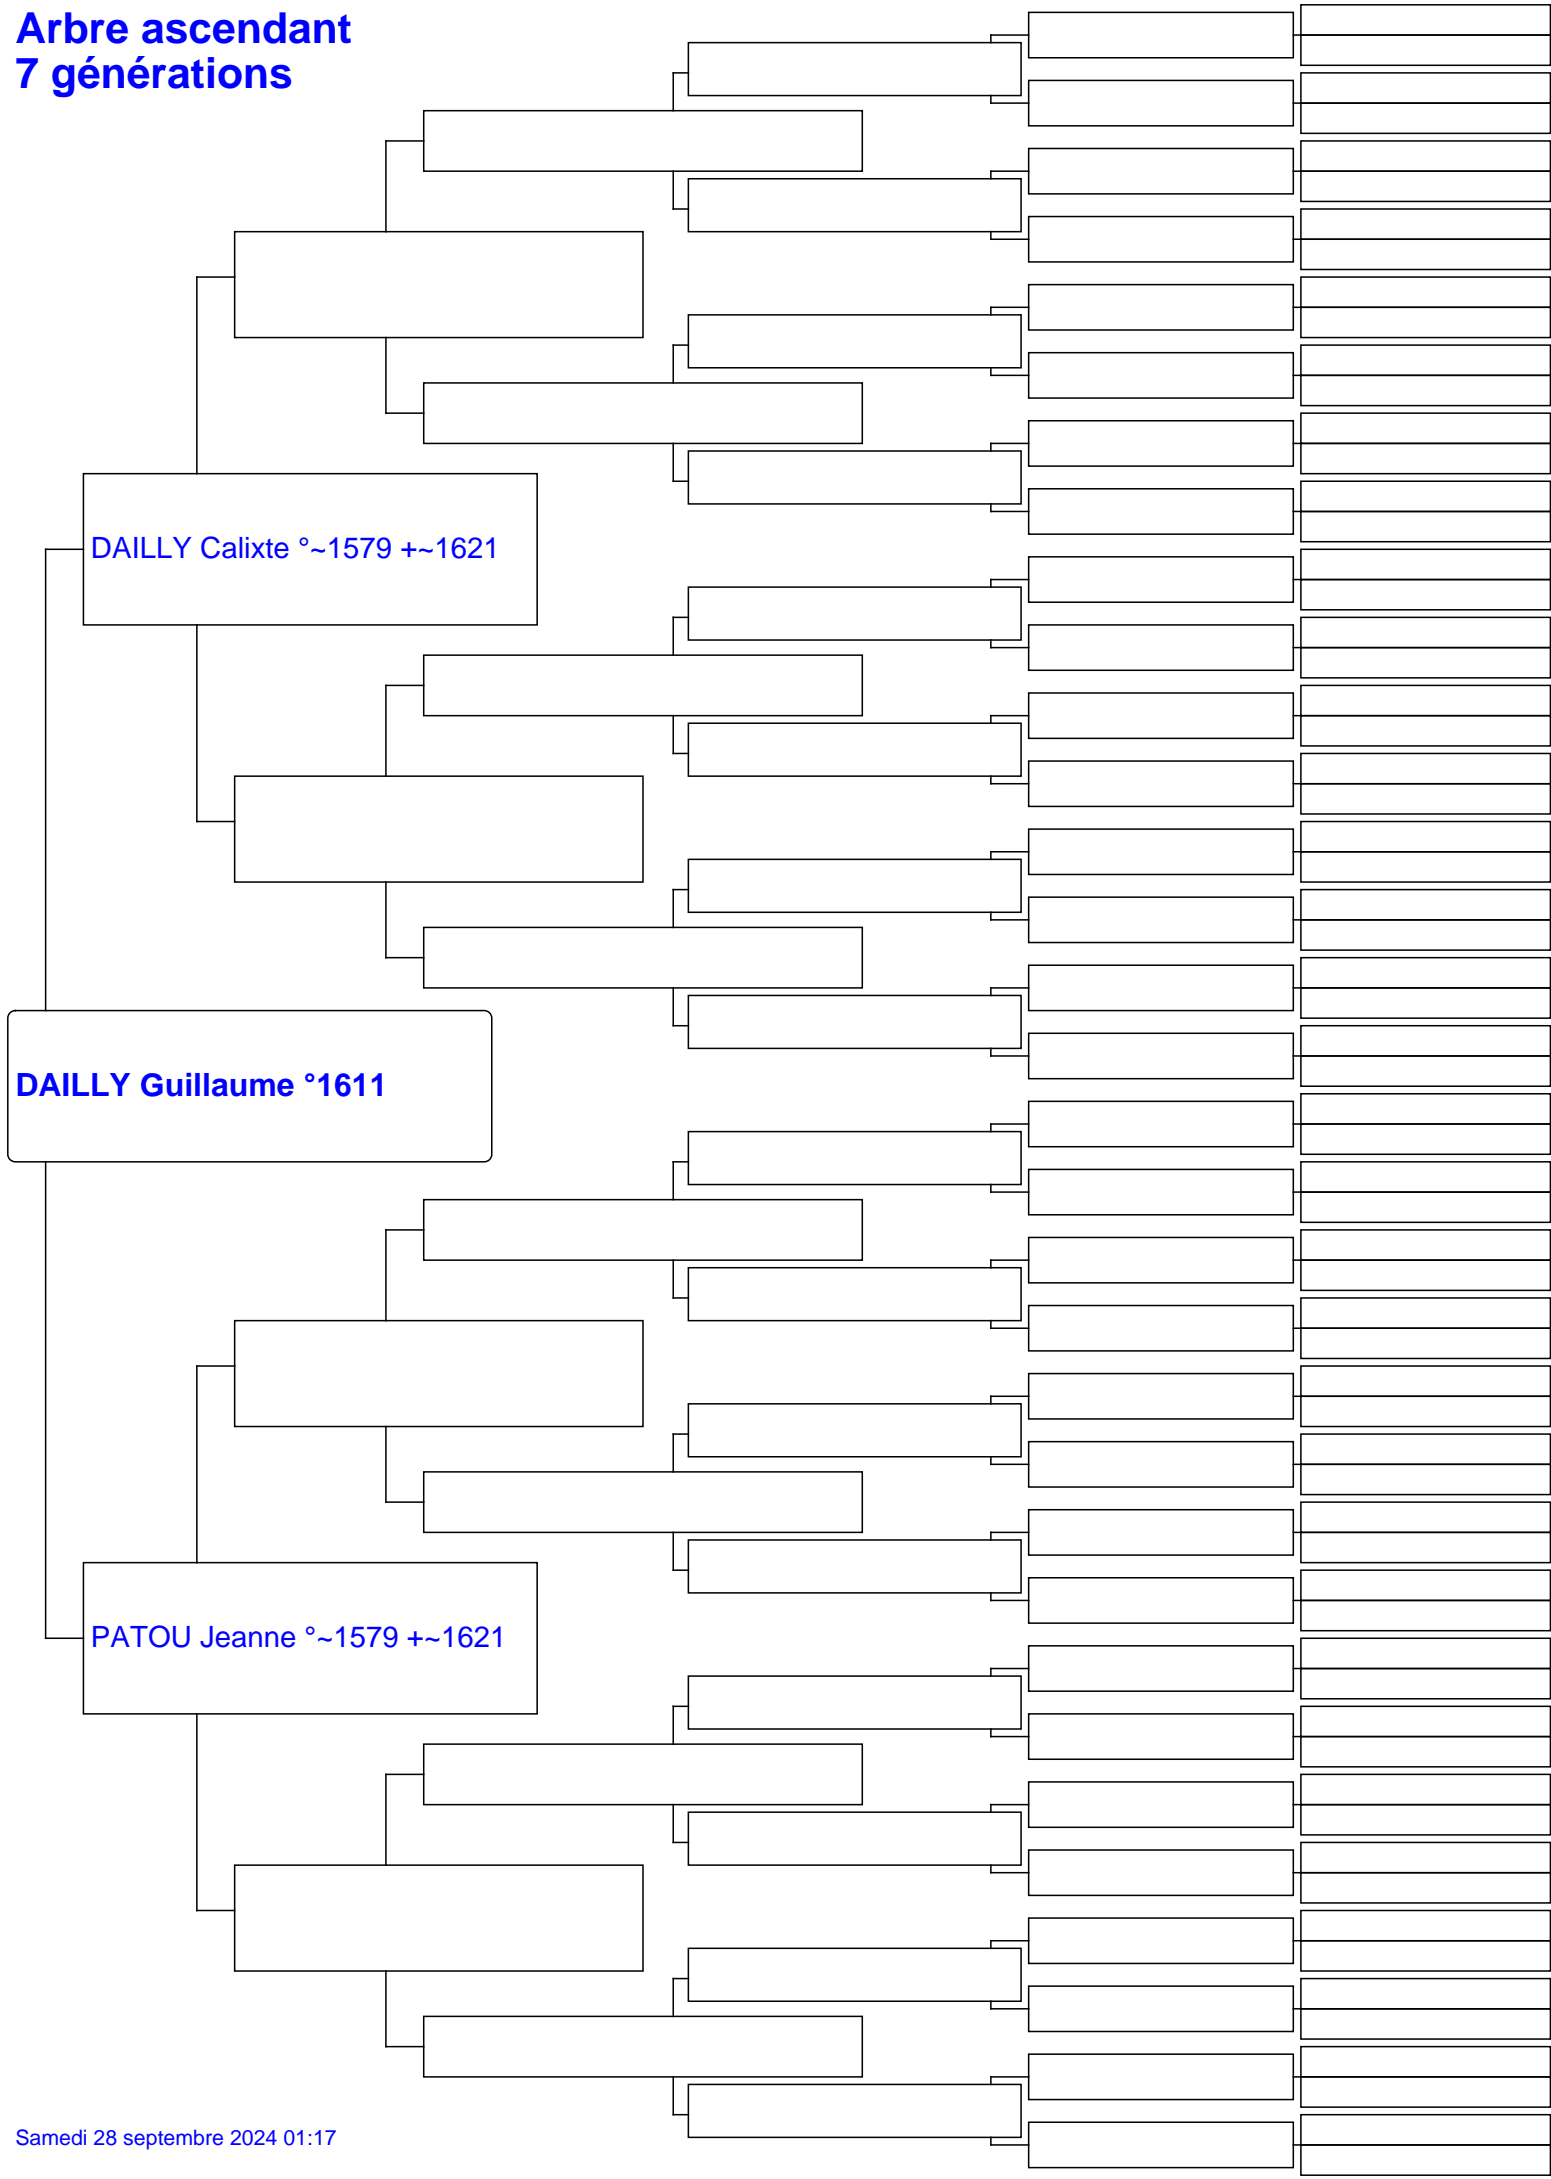 Arbre ascendant
7 générations
DAILLY Calixte °~1579 +~1621
DAILLY Guillaume °1611
PATOU Jeanne °~1579 +~1621
Samedi 28 septembre 2024 01:17